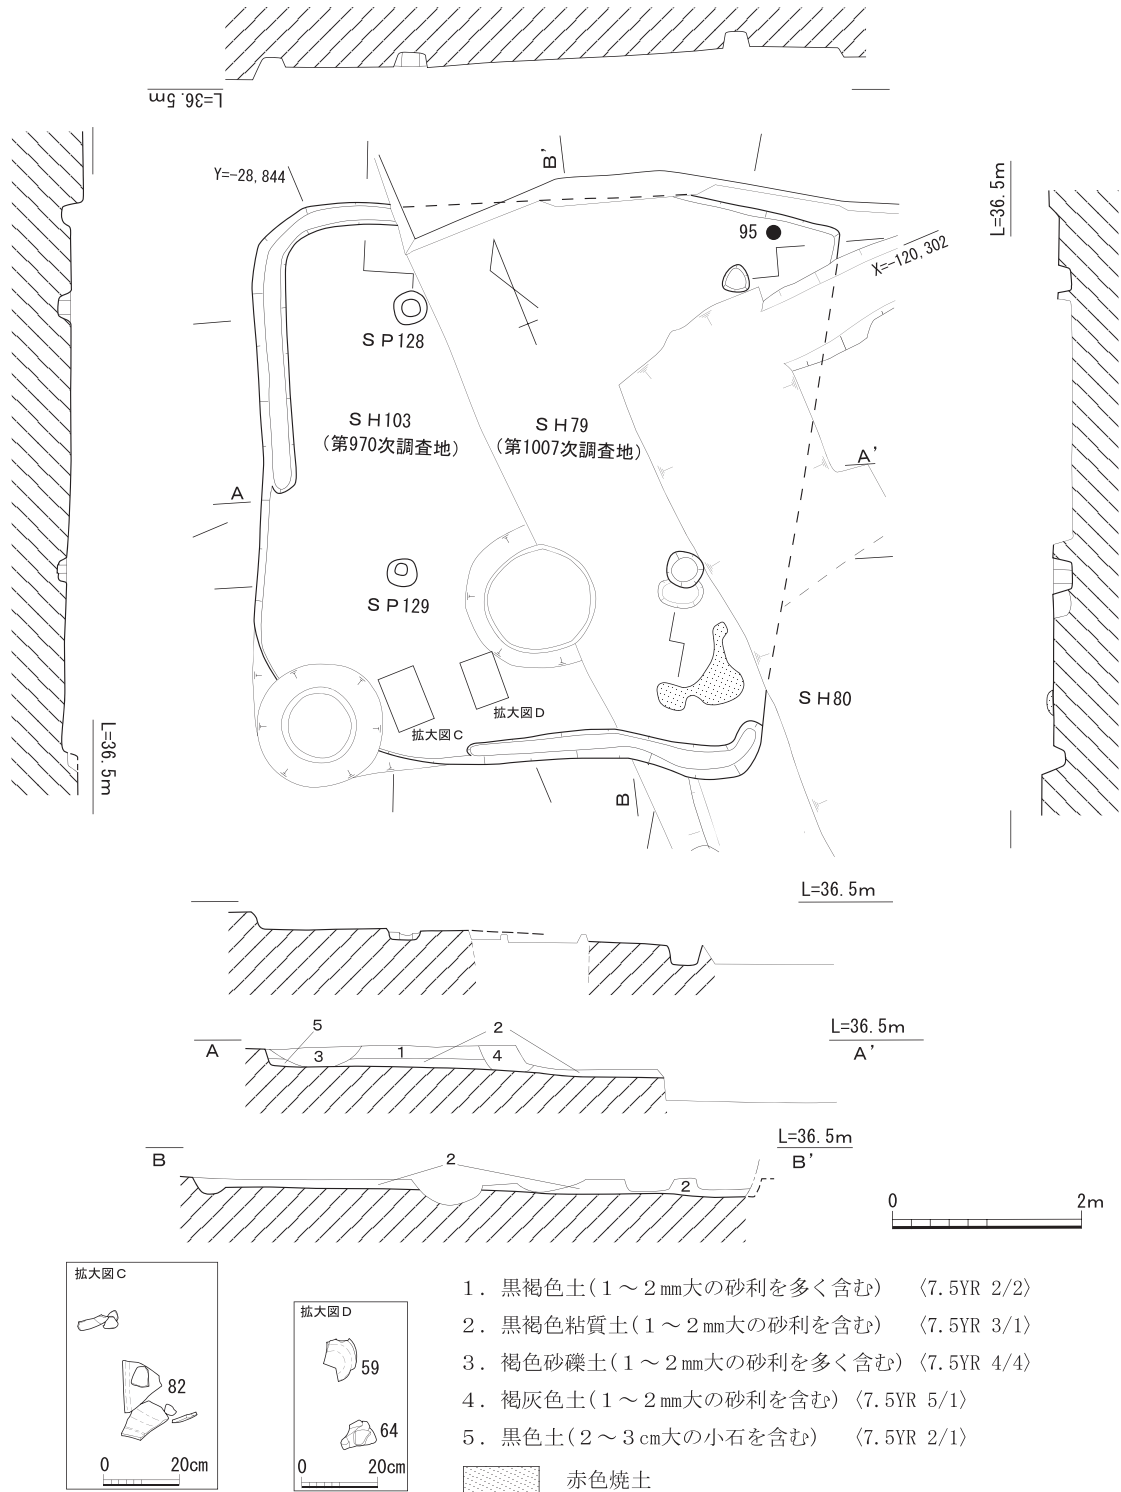 L=36.5m
B'
Y=-28,844
L=36.5m
95
X=-120,302
SP128
SH103
(第970次調査地)
SH79
(第1007次調査地)
A'
A
SP129
拡大図D
拡大図C
SH80
L=36.5m
B
L=36.5m
5
2
L=36.5m
A
3
1
4
A'
L=36.5m
B
2
B'
2
0 2m
拡大図C
82
0 20cm
拡大図D
59
64
0 20cm
1．黒褐色土(1～2㎜大の砂利を多く含む) 〈7.5YR 2/2〉
2．黒褐色粘質土(1～2㎜大の砂利を含む) 〈7.5YR 3/1〉
3．褐色砂礫土(1～2㎜大の砂利を多く含む)〈7.5YR 4/4〉
4．褐灰色土(1～2㎜大の砂利を含む)〈7.5YR 5/1〉
5．黒色土(2～3㎝大の小石を含む) 〈7.5YR 2/1〉
赤色焼土